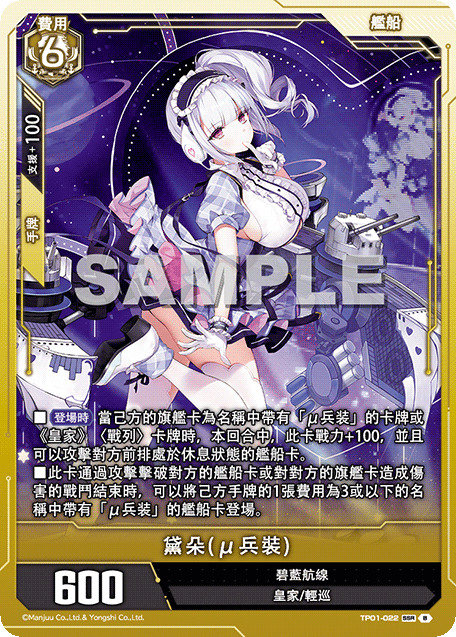 費用
6
艦船
支援+100
手牌
SAMPLE
■ 登場時 當己方的旗艦卡為名稱中帶有「μ兵裝」的卡牌或
《皇家》〈戰列〉卡牌時，本回合中，此卡戰力+100，並且
可以攻擊對方前排處於休息狀態的艦船卡。
■此卡通過攻擊擊破對方的艦船卡或對對方的旗艦卡造成傷
害的戰鬥結束時，可以將己方手牌的1張費用為3或以下的名
稱中帶有「μ兵裝」的艦船卡登場。
黛朵(μ兵裝)
600
碧藍航線
皇家/輕巡
©Manjuu Co.,Ltd.& Yongshi Co.,Ltd. TP01-022 SSR B